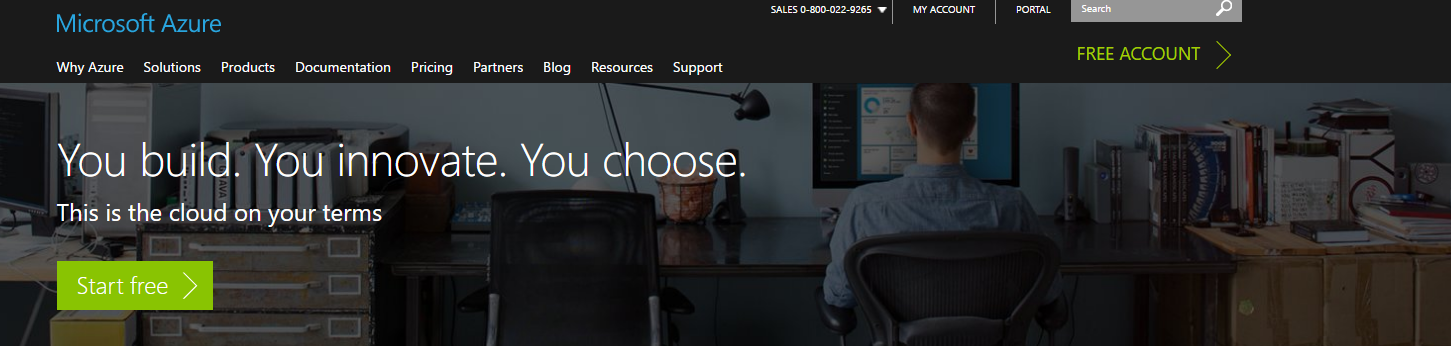 SALES 0-800-022-9265
MY ACCOUNT
PORTAL
Search
Microsoft Azure
FREE ACCOUNT
Why Azure Solutions Products Documentation Pricing Partners Blog Resources Support
You build. You innovate. You choose.
This is the cloud on your terms
Start free